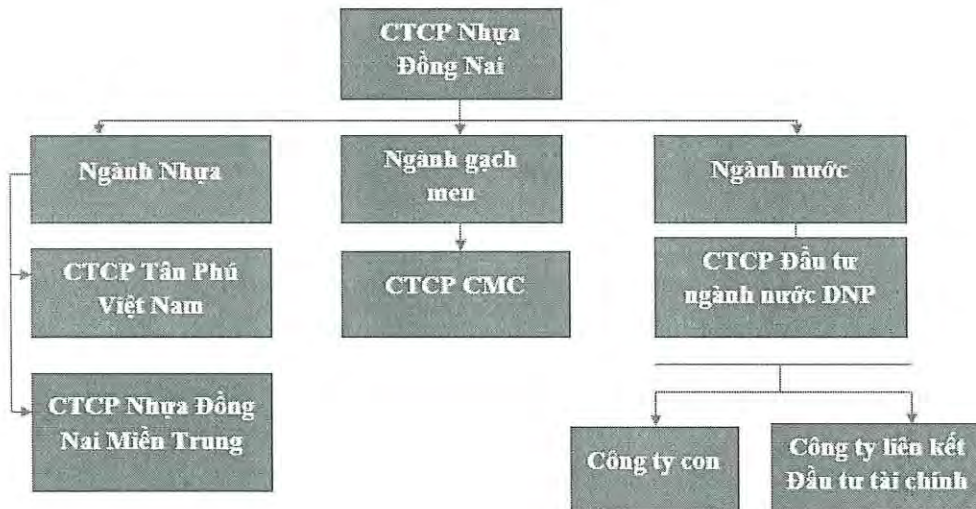 CTCP Nhựa
Đồng Nai
Ngành Nhựa
Ngành gạch
men
Ngành nước
CTCP Tân Phú
Việt Nam
CTCP CMC
CTCP Đầu tư
ngành nước DNP
CTCP Nhựa Đồng
Nai Miền Trung
Công ty con
Công ty liên kết
Đầu tư tài chính